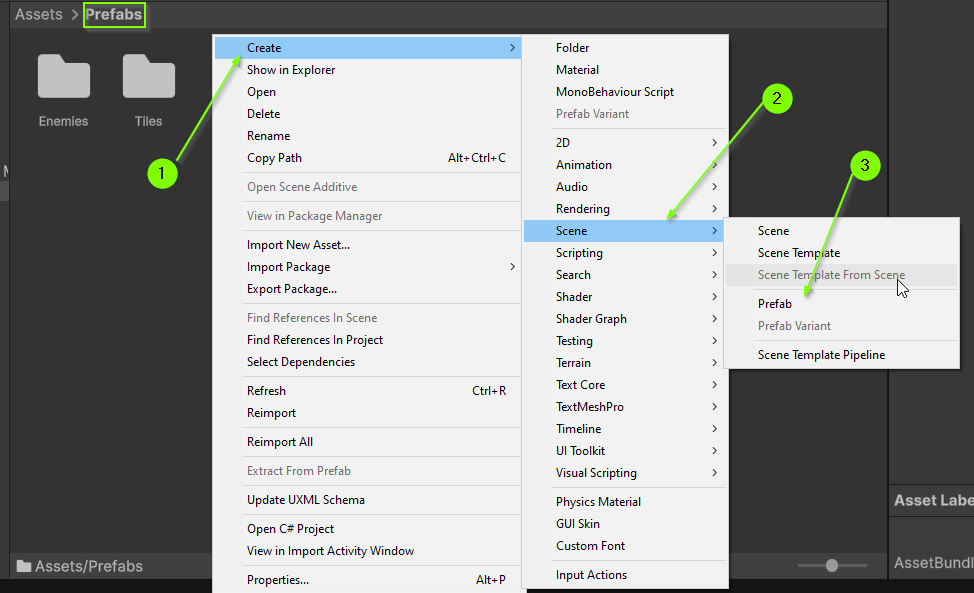 Assets > Prefabs
Enemies
Tiles
Create
Show in Explorer
Open
Delete
Rename
Copy Path Alt+Ctrl+C
Open Scene Additive
View in Package Manager
Import New Asset...
Import Package
Export Package...
Find References In Scene
Find References In Project
Select Dependencies
Refresh Ctrl+R
Reimport
Reimport All
Extract From Prefab
Update UXML Schema
Open C# Project
View in Import Activity Window
Properties... Alt+P
1
Folder
Material
MonoBehaviour Script
Prefab Variant
2D
Animation
Audio
Rendering
Scene
Scripting
Search
Shader
Shader Graph
Testing
Terrain
Text Core
TextMeshPro
Timeline
UI Toolkit
Visual Scripting
Physics Material
GUI Skin
Custom Font
Input Actions
2
3
Scene
Scene Template
Scene Template From Scene
Prefab
Prefab Variant
Scene Template Pipeline
Asset Labe
AssetBundl
Assets/Prefabs